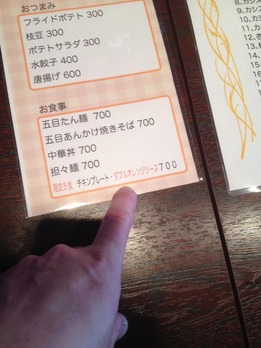 おつまみ
フライドポテト 300
枝豆 300
ポテトサラダ 300
水餃子 400
唐揚げ 600
お食事
五目たん麺 700
五目あんかけ焼きそば 700
中華丼 700
担々麺 700
限定5食 チキンプレート・ダブルオレンジソース700